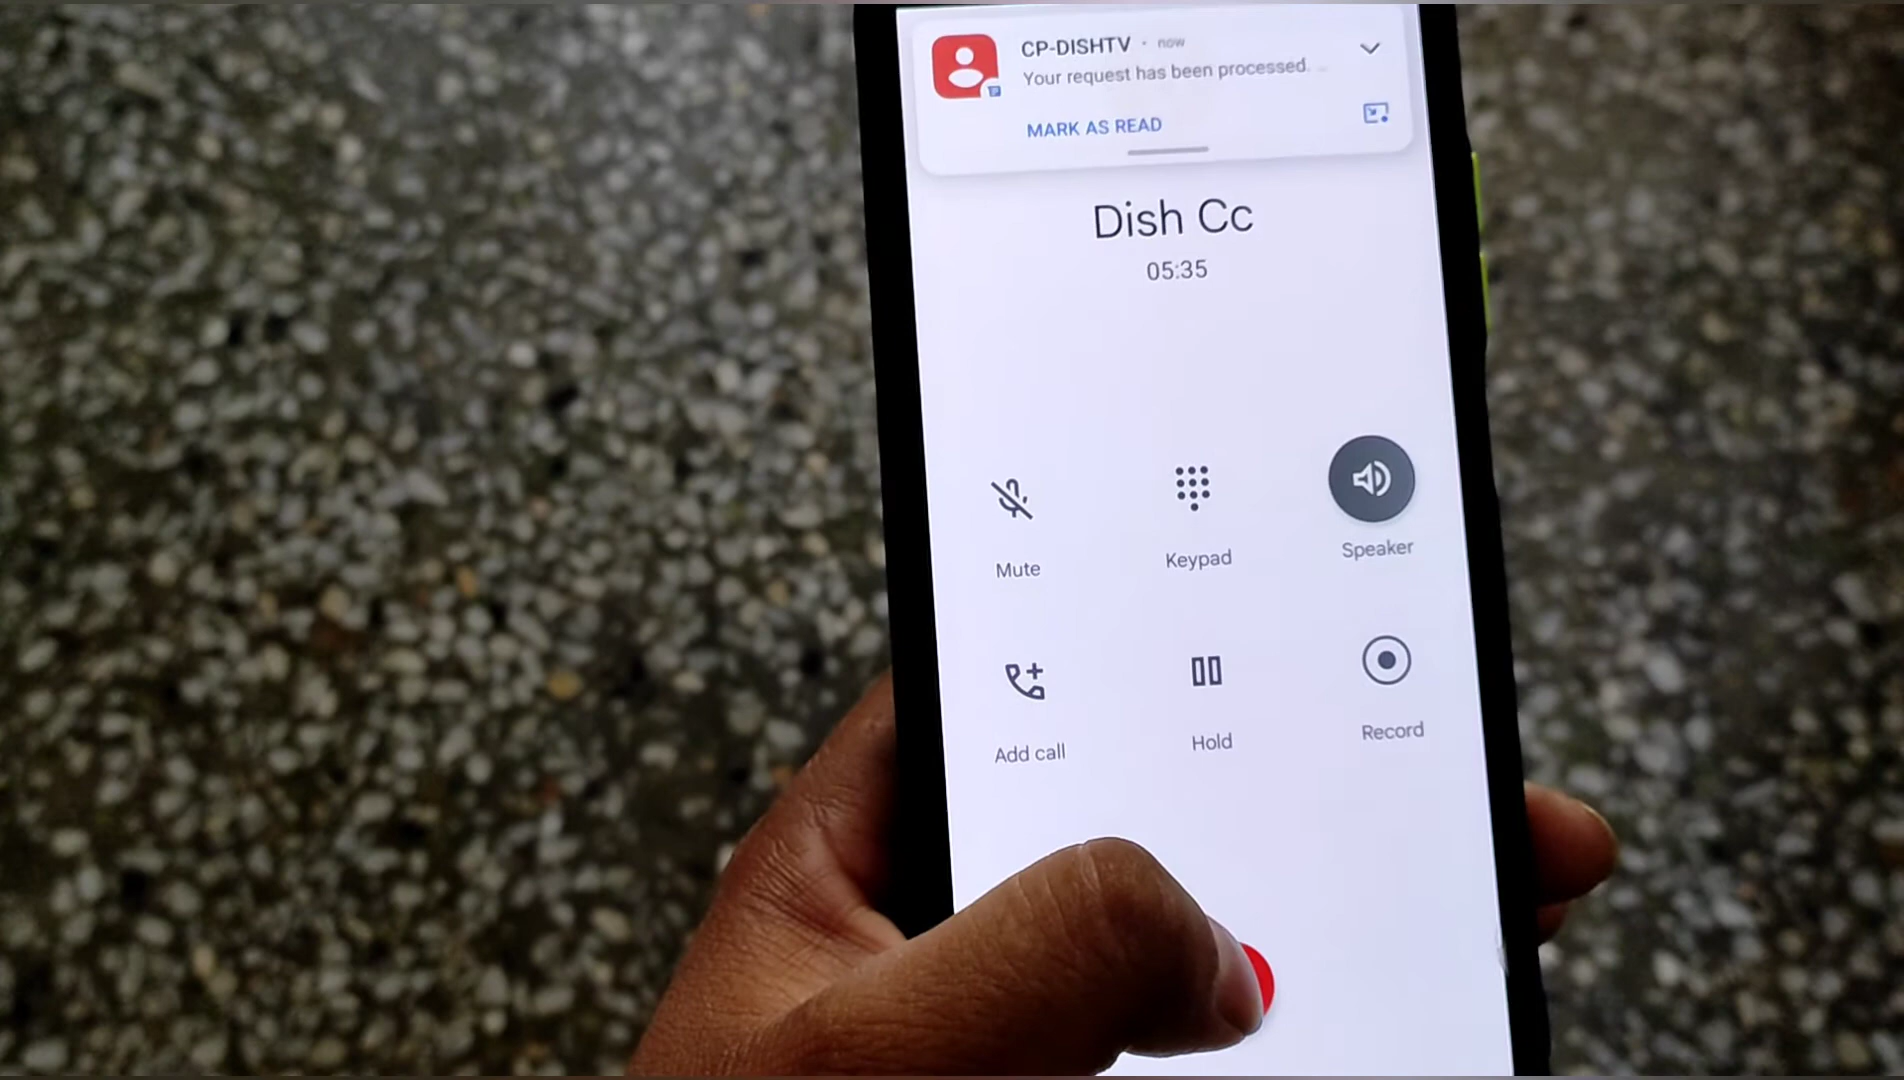 CP-DISHTV · now
Your request has been processed.
MARK AS READ
Dish Cc
05:35
Mute Keypad Speaker
Add call Hold Record